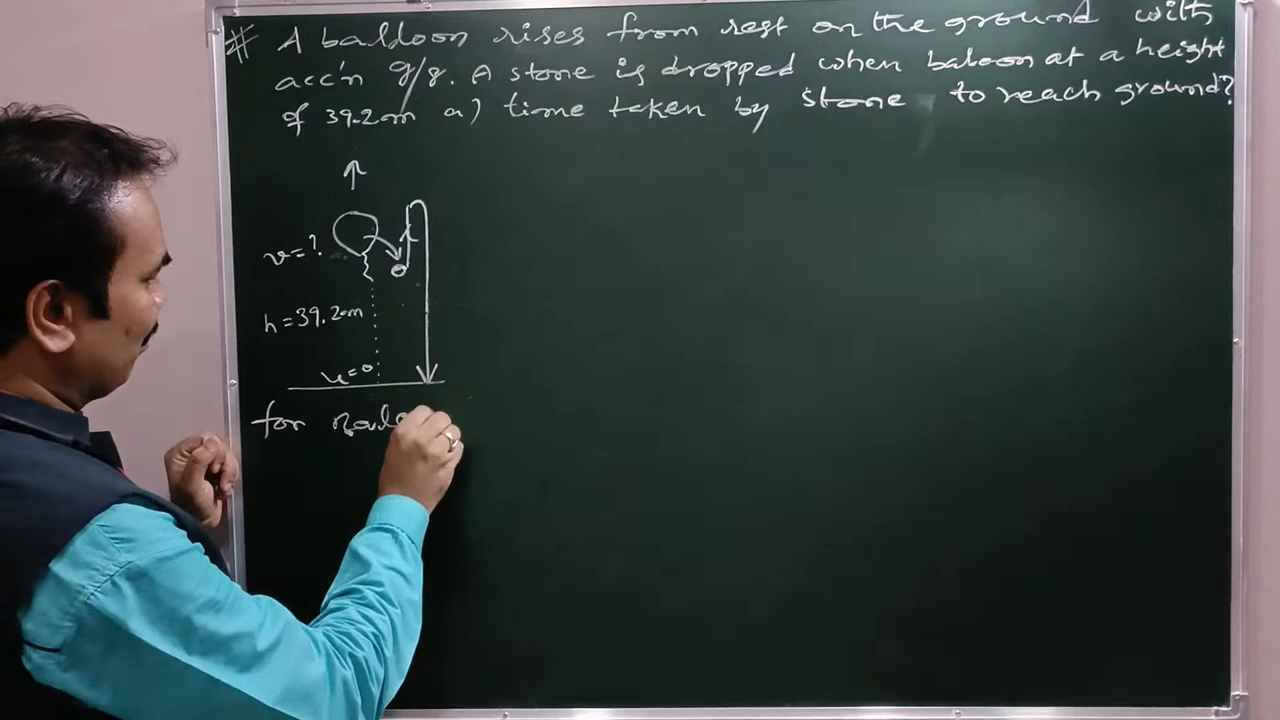 # A balloon rises from rest on the ground with
acc'n g/8. A stone is dropped when baloon at a height
of 39.2m a) time taken by stone to reach ground?
v=?
h=39.2m
u=0
for